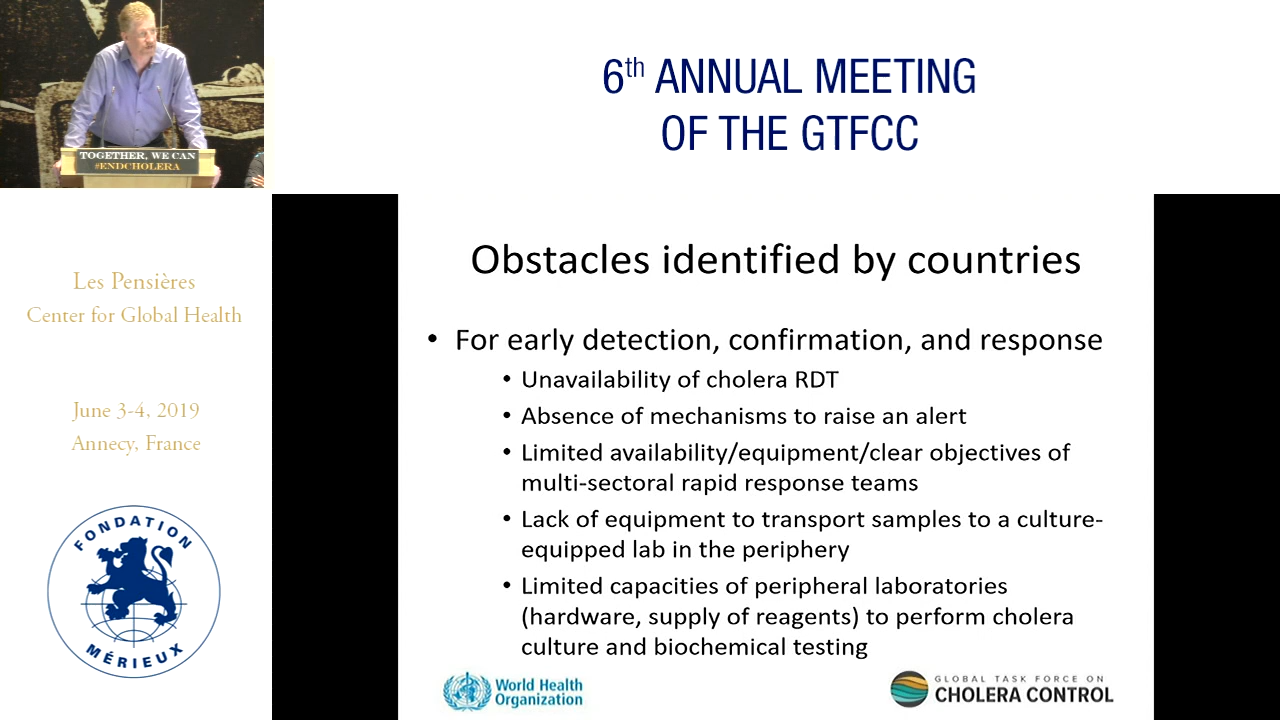 TOGETHER, WE CAN
#ENDCHOLERA
6th ANNUAL MEETING
OF THE GTFCC
Les Pensières
Center for Global Health
June 3-4, 2019
Annecy, France
FONDATION
MÉRIEUX
Obstacles identified by countries
• For early detection, confirmation, and response
• Unavailability of cholera RDT
• Absence of mechanisms to raise an alert
• Limited availability/equipment/clear objectives of
multi-sectoral rapid response teams
• Lack of equipment to transport samples to a culture-
equipped lab in the periphery
• Limited capacities of peripheral laboratories
(hardware, supply of reagents) to perform cholera
culture and biochemical testing
World Health
Organization
GLOBAL TASK FORCE ON
CHOLERA CONTROL